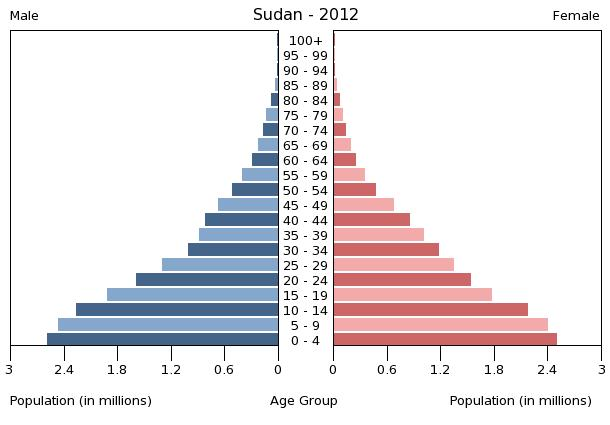 Male Sudan - 2012 Female
100+
95 - 99
90 - 94
85 - 89
80 - 84
75 - 79
70 - 74
65 - 69
60 - 64
55 - 59
50 - 54
45 - 49
40 - 44
35 - 39
30 - 34
25 - 29
20 - 24
15 - 19
10 - 14
5 - 9
0 - 4
3 2.4 1.8 1.2 0.6 0 0 0.6 1.2 1.8 2.4 3
Population (in millions) Age Group Population (in millions)